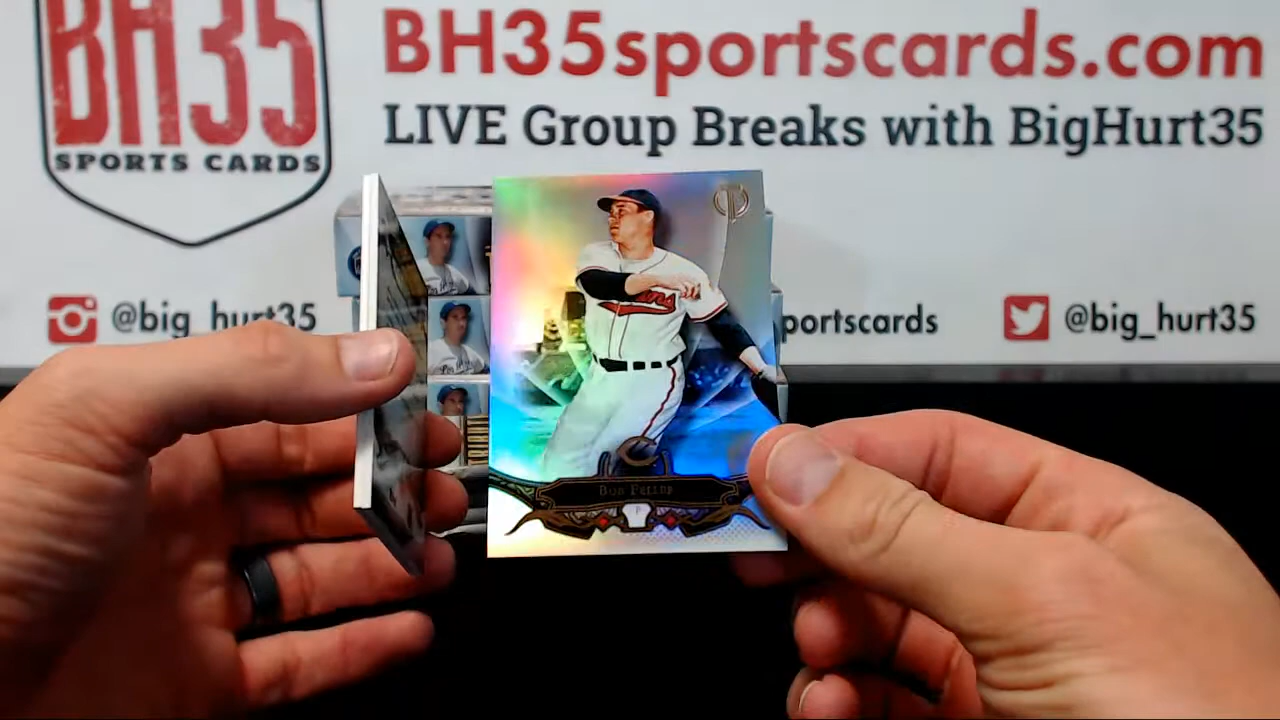 BH35
SPORTS CARDS
BH35sportscards.com
LIVE Group Breaks with BigHurt35
@big_hurt35
portscards
@big_hurt35
Bob Feller
P